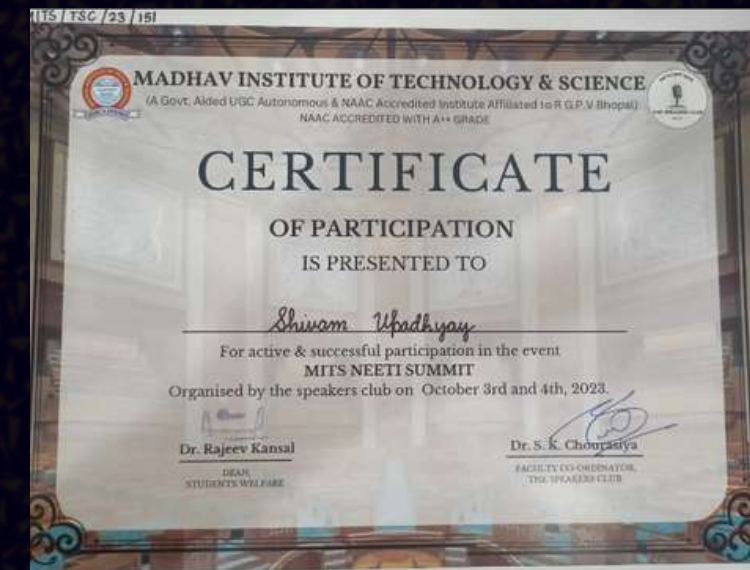 MITS/TSC/23/151
MADHAV INSTITUTE OF TECHNOLOGY & SCIENCE
(A Govt. Aided UGC Autonomous & NAAC Accredited Institute Affiliated to R G.P.V Bhopal)
NAAC ACCREDITED WITH A++ GRADE
CERTIFICATE
OF PARTICIPATION
IS PRESENTED TO
Shivam Upadhyay
For active & successful participation in the event
MITS NEETI SUMMIT
Organised by the speakers club on October 3rd and 4th, 2023.
Dr. Rajeev Kansal
DEAN,
STUDENTS WELFARE
Dr. S. K. Chourasiya
FACULTY CO-ORDINATOR,
THE SPEAKERS CLUB